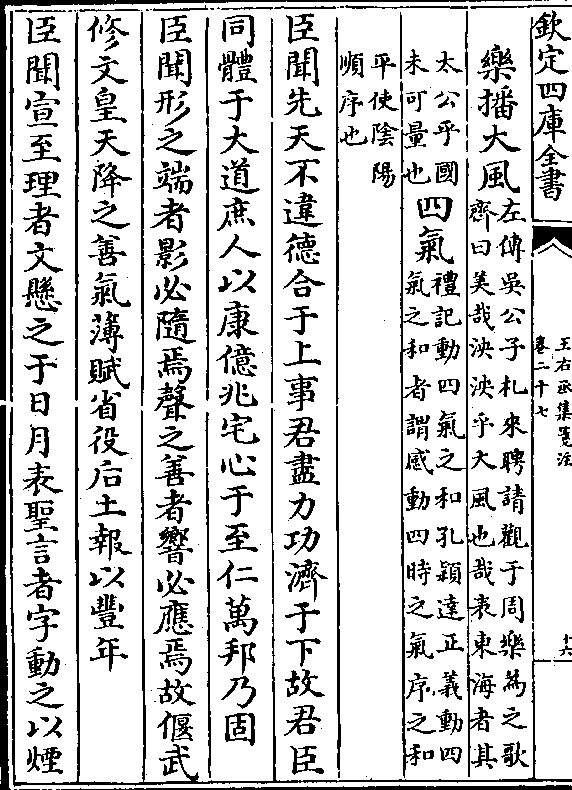 欽定四庫全書
王右丞集箋注
卷二十七
十六
樂播大風左傳吳公子札來聘請觀于周樂為之歌
齊曰美哉泱泱乎大風也哉表東海者其
太公乎國
未可量也四氣禮記動四氣之和孔穎達正義動四
氣之和者謂感動四時之氣序之和
平使陰陽
順序也
臣聞先天不違德合于上事君盡力功濟于下故君臣
同體于大道庶人以康億兆宅心于至仁萬邦乃固
臣聞形之端者影必隨焉聲之善者響必應焉故偃武
修文皇天降之善氣薄賦省役后土報以豐年
臣聞宣至理者文懸之于日月表聖言者字動之以煙